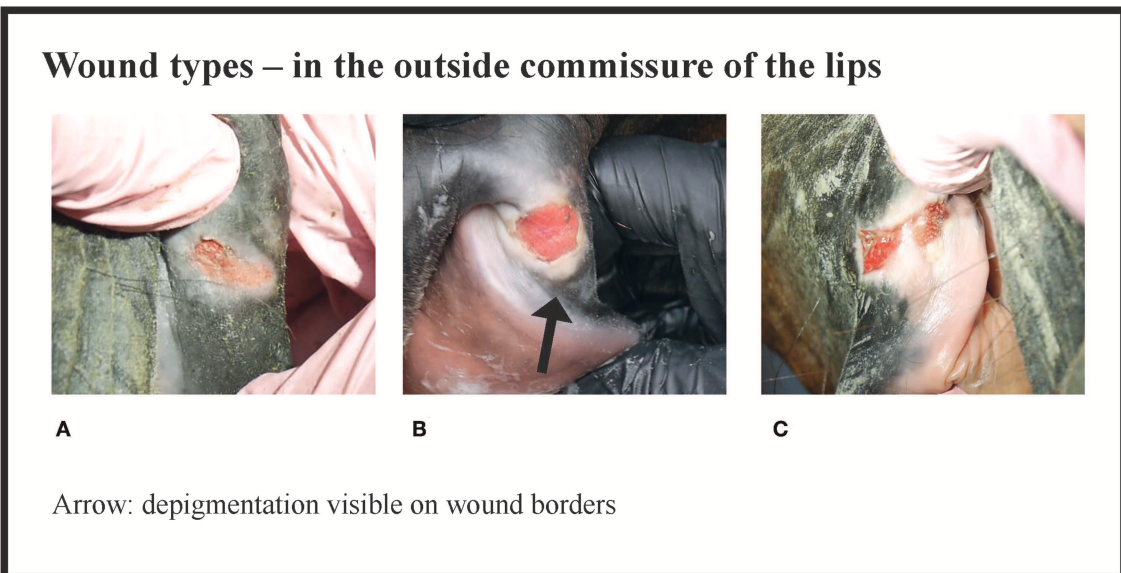 Wound types – in the outside commissure of the lips
A
B
C
Arrow: depigmentation visible on wound borders